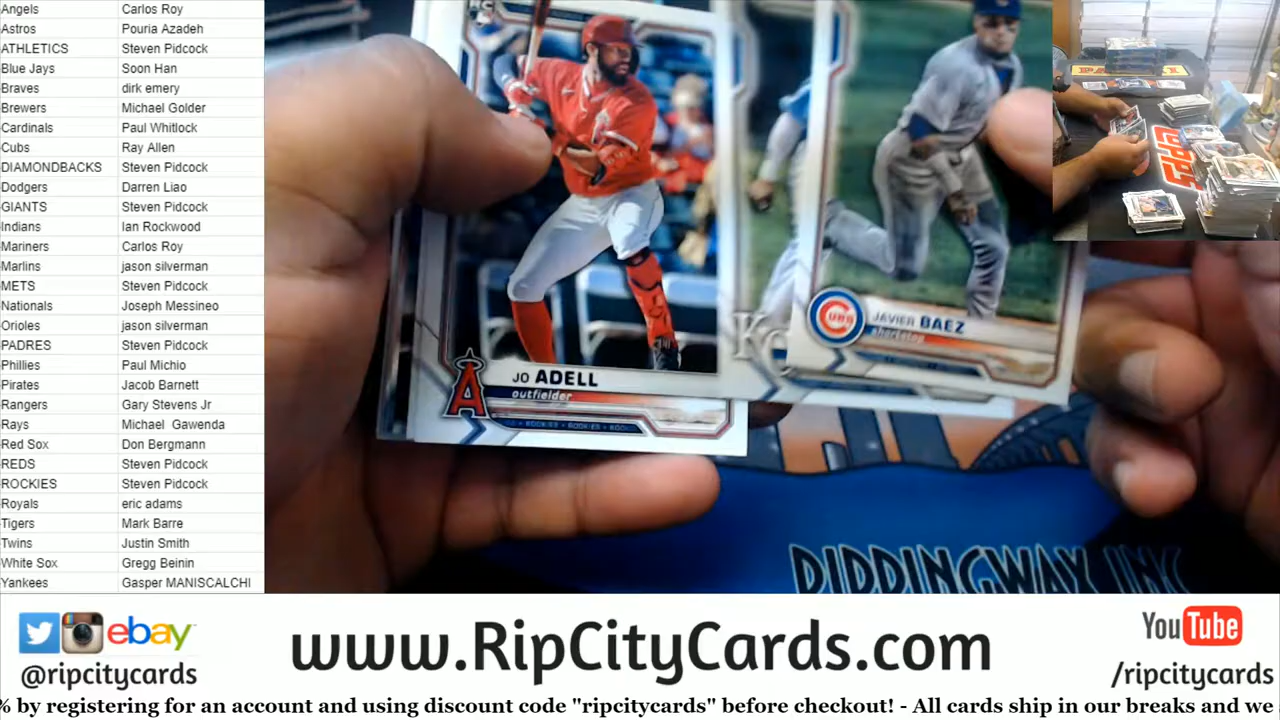 Angels Carlos Roy
Astros Pouria Azadeh
ATHLETICS Steven Pidcock
Blue Jays Soon Han
Braves dirk emery
Brewers Michael Golder
Cardinals Paul Whitlock
Cubs Ray Allen
DIAMONDBACKS Steven Pidcock
Dodgers Darren Liao
GIANTS Steven Pidcock
Indians Ian Rockwood
Mariners Carlos Roy
Marlins jason silverman
METS Steven Pidcock
Nationals Joseph Messineo
Orioles jason silverman
PADRES Steven Pidcock
Phillies Paul Michio
Pirates Jacob Barnett
Rangers Gary Stevens Jr
Rays Michael Gawenda
Red Sox Don Bergmann
REDS Steven Pidcock
ROCKIES Steven Pidcock
Royals eric adams
Tigers Mark Barre
Twins Justin Smith
White Sox Gregg Beinin
Yankees Gasper MANISCALCHI
JO ADELL
outfielder
ROOKIES • ROOKIES
CUBS
JAVIER BAEZ
shortstop
topps
RIPPINGWAX INC
ebay
@ripcitycards
www.RipCityCards.com
YouTube
/ripcitycards
% by registering for an account and using discount code "ripcitycards" before checkout! - All cards ship in our breaks and we